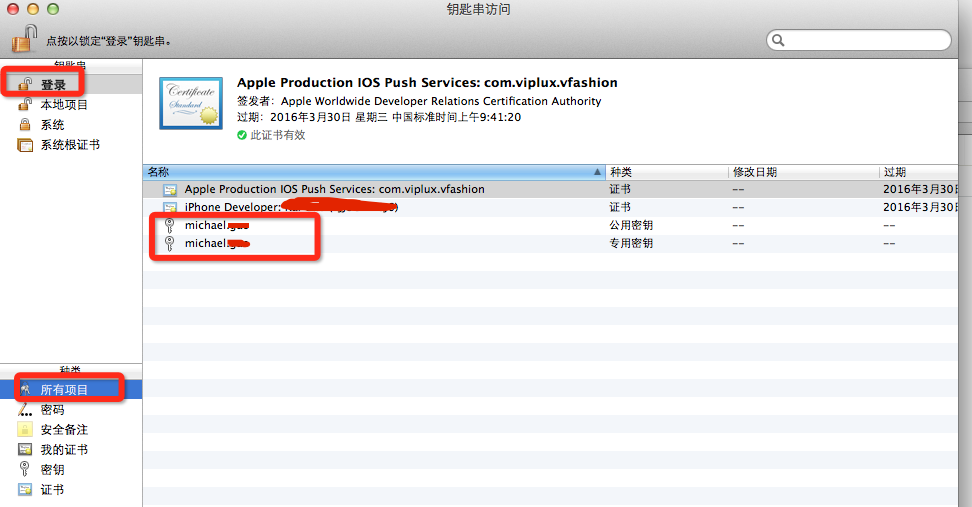 钥匙串访问
点按以锁定“登录”钥匙串。
钥匙串
登录
本地项目
系统
系统根证书
Certificate
Standard
Apple Production IOS Push Services: com.viplux.vfashion
签发者: Apple Worldwide Developer Relations Certification Authority
过期: 2016年3月30日 星期三 中国标准时间上午9:41:20
此证书有效
名称 种类 修改日期 过期
Apple Production IOS Push Services: com.viplux.vfashion 证书 -- 2016年3月30日
iPhone Developer: 证书 -- 2016年3月30日
michael. 公用密钥 -- --
michael. 专用密钥 -- --
种类
所有项目
密码
安全备注
我的证书
密钥
证书